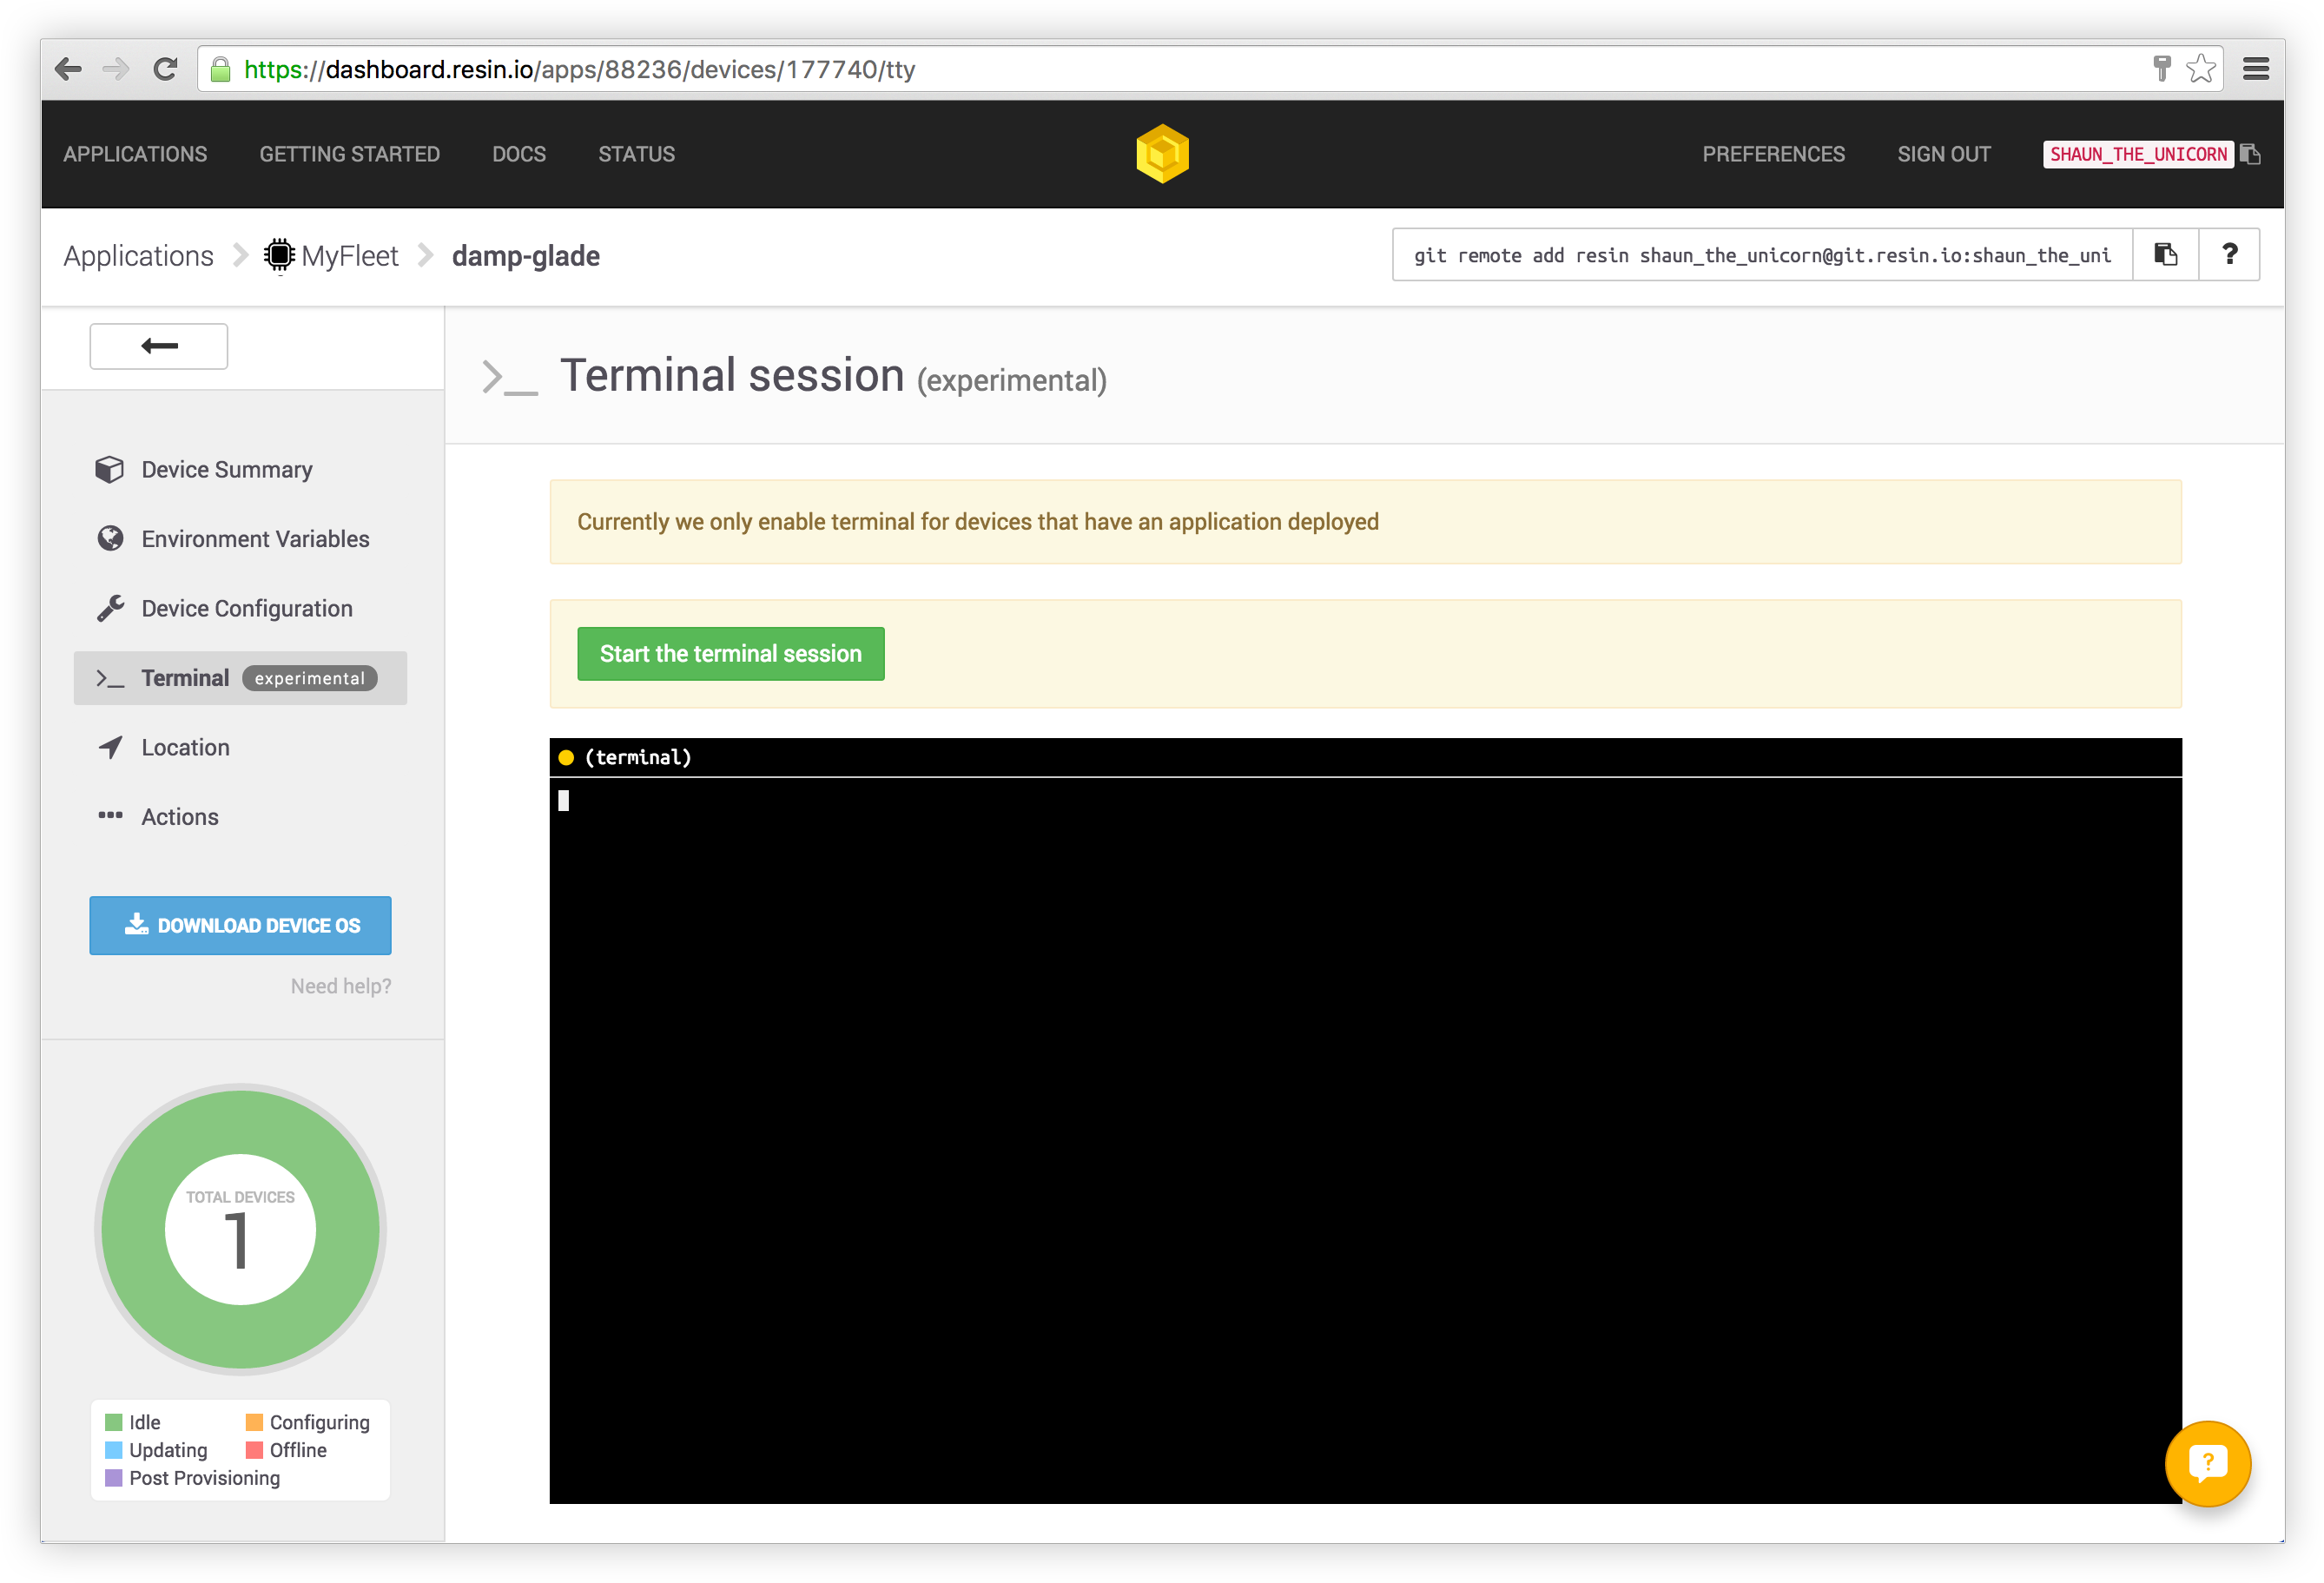 https://dashboard.resin.io/apps/88236/devices/177740/tty
APPLICATIONS GETTING STARTED DOCS STATUS PREFERENCES SIGN OUT SHAUN_THE_UNICORN
Applications MyFleet damp-glade git remote add resin shaun_the_unicorn@git.resin.io:shaun_the_uni ?
Terminal session (experimental)
Device Summary
Environment Variables
Device Configuration
Terminal experimental
Location
Actions
DOWNLOAD DEVICE OS
Need help?
TOTAL DEVICES
1
Idle Configuring
Updating Offline
Post Provisioning
Currently we only enable terminal for devices that have an application deployed
Start the terminal session
(terminal)
?